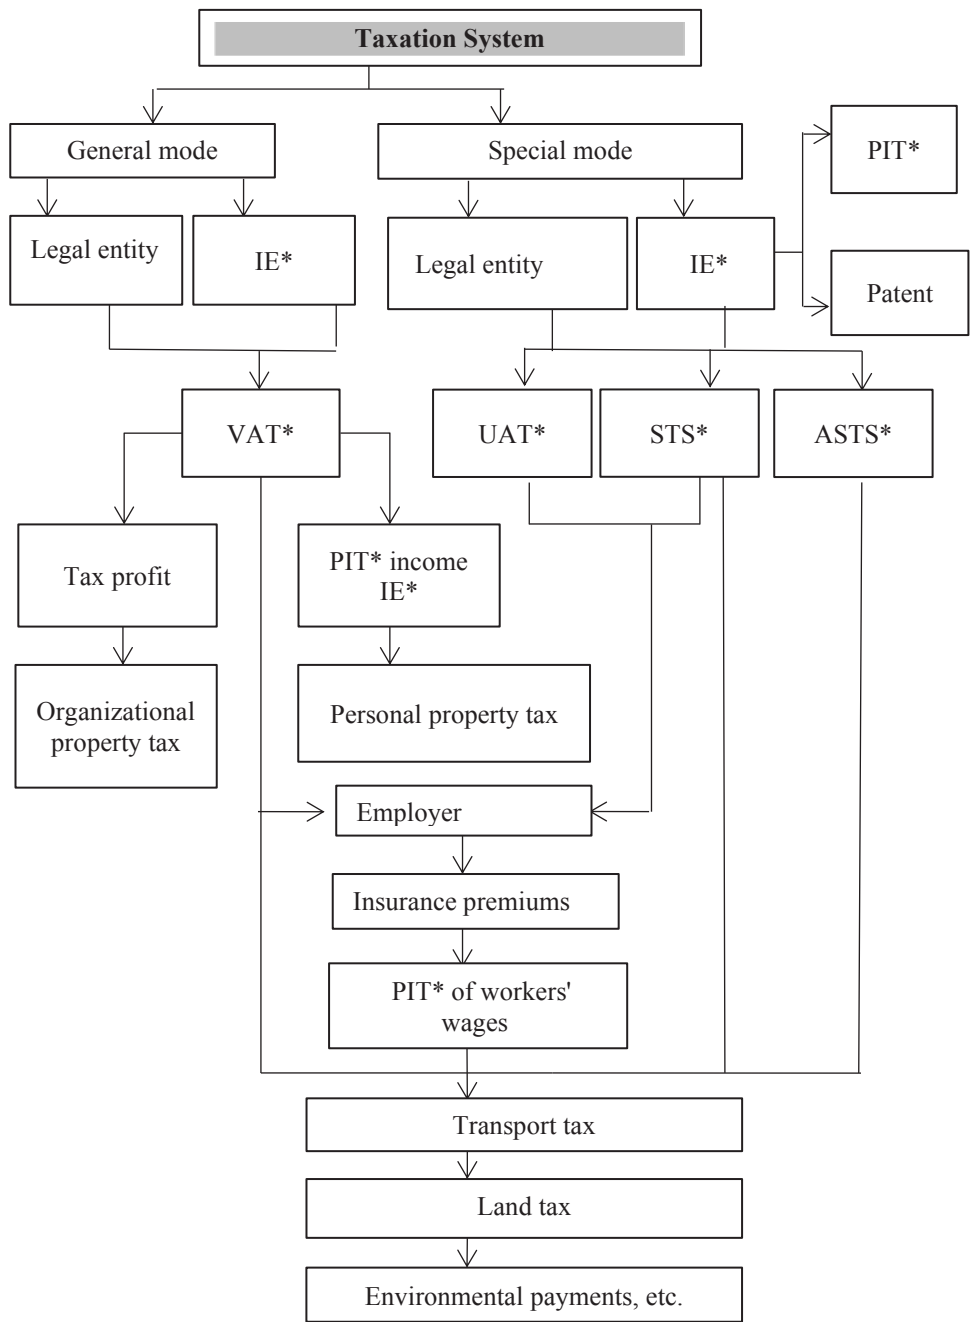 Taxation System
General mode
Special mode
PIT*
Legal entity
IE*
Legal entity
IE*
Patent
VAT*
UAT*
STS*
ASTS*
Tax profit
PIT* income
IE*
Organizational
property tax
Personal property tax
Employer
Insurance premiums
PIT* of workers'
wages
Transport tax
Land tax
Environmental payments, etc.